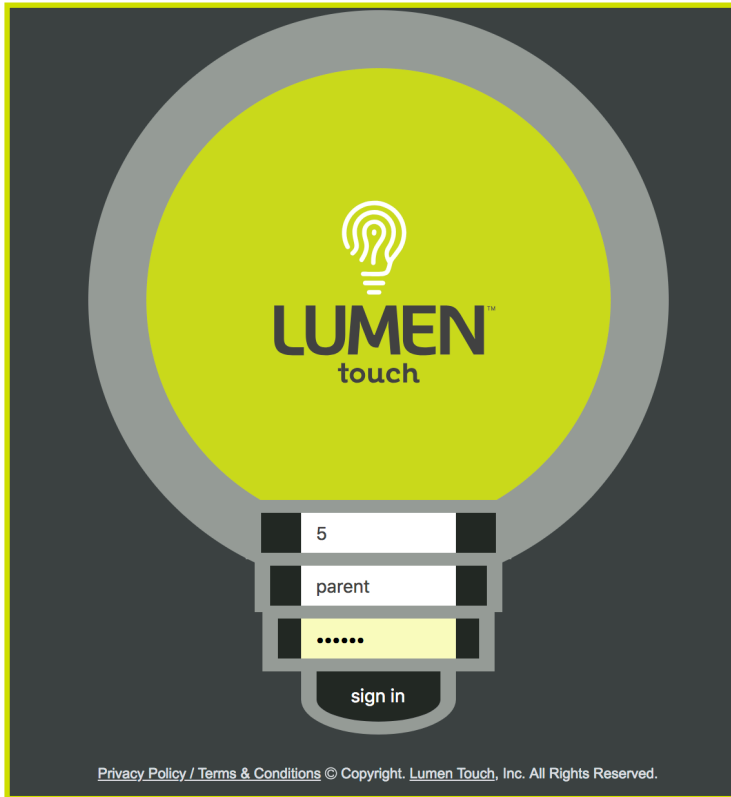 LUMEN™
touch
5
parent
••••••
sign in
Privacy Policy / Terms & Conditions © Copyright. Lumen Touch, Inc. All Rights Reserved.